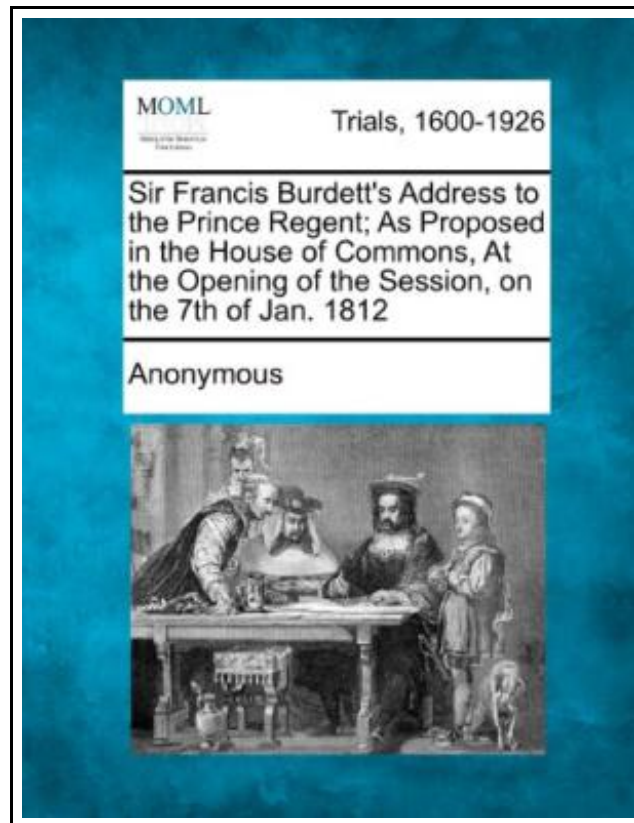 MOML
Trials, 1600-1926
Sir Francis Burdett's Address to
the Prince Regent; As Proposed
in the House of Commons, At
the Opening of the Session, on
the 7th of Jan. 1812
Anonymous